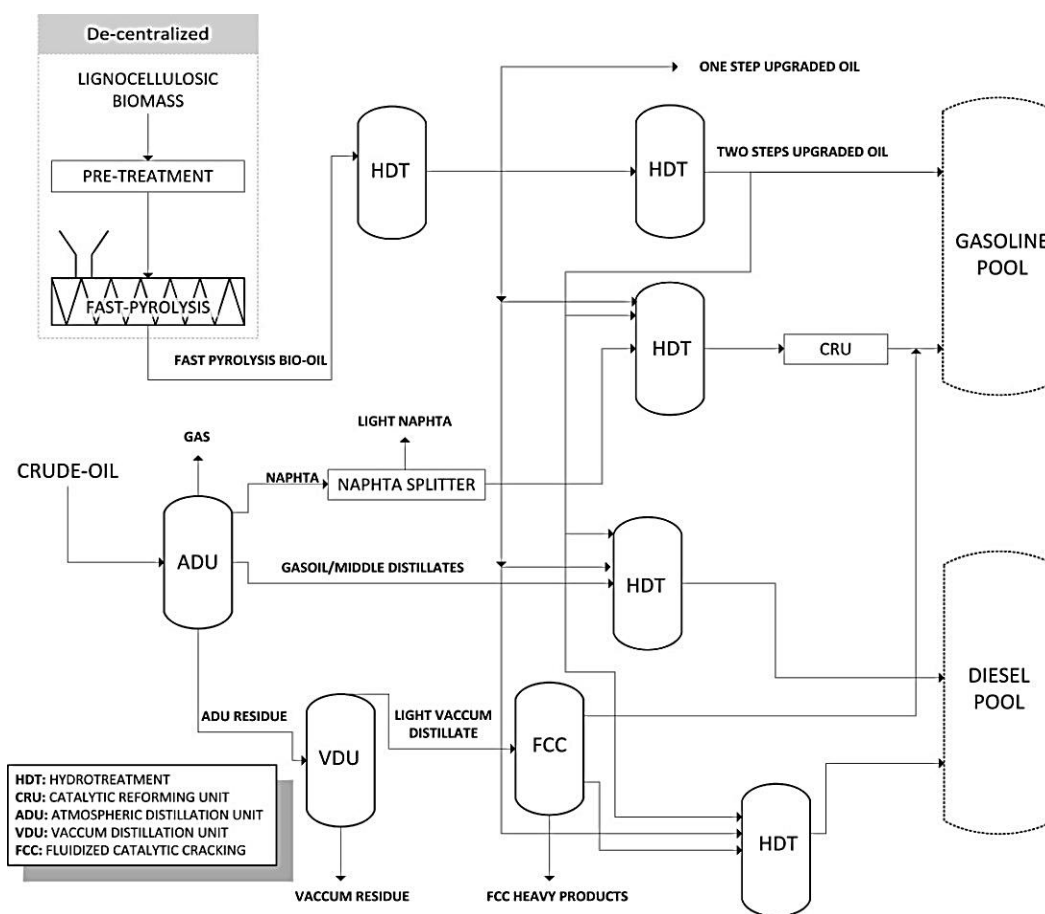 De-centralized
LIGNOCELLULOSIC
BIOMASS
PRE-TREATMENT
FAST-PYROLYSIS
FAST PYROLYSIS BIO-OIL
ONE STEP UPGRADED OIL
HDT
HDT
TWO STEPS UPGRADED OIL
GASOLINE
POOL
HDT
CRU
LIGHT NAPHTA
GAS
CRUDE-OIL
NAPHTA
NAPHTA SPLITTER
ADU
GASOIL/MIDDLE DISTILLATES
HDT
DIESEL
POOL
ADU RESIDUE
LIGHT VACCUM
DISTILLATE
VDU
FCC
HDT
HDT: HYDROTREATMENT
CRU: CATALYTIC REFORMING UNIT
ADU: ATMOSPHERIC DISTILLATION UNIT
VDU: VACCUM DISTILLATION UNIT
FCC: FLUIDIZED CATALYTIC CRACKING
VACCUM RESIDUE
FCC HEAVY PRODUCTS